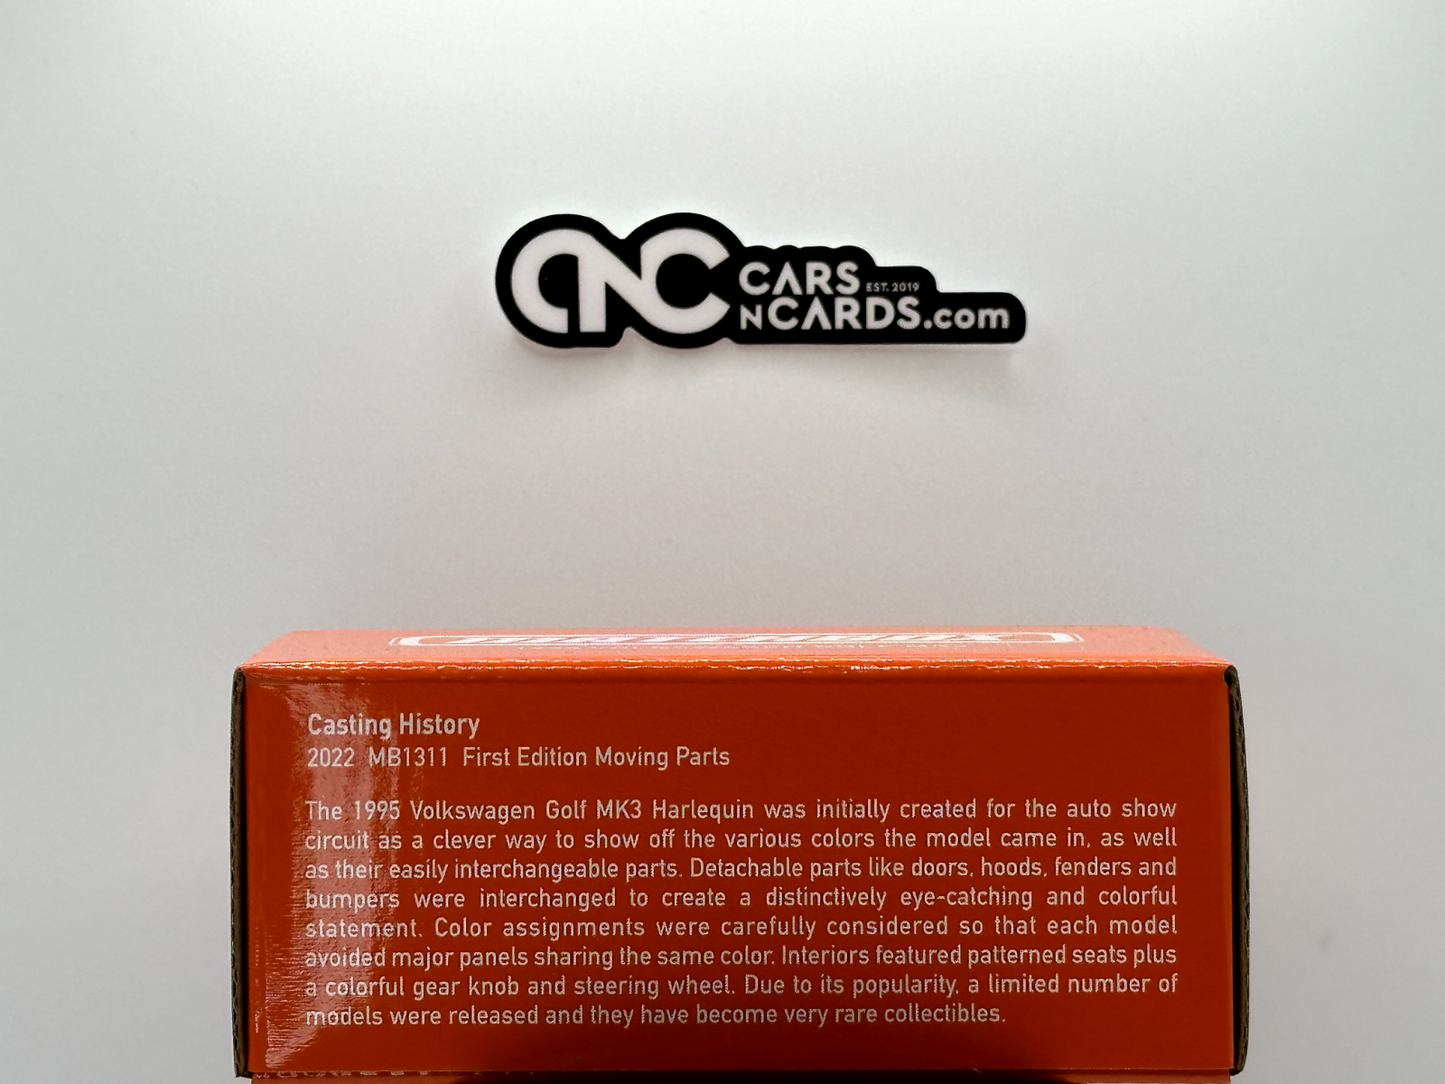 CNC CARS EST. 2019
NCARDS.com
Casting History
2022 MB1311 First Edition Moving Parts
The 1995 Volkswagen Golf MK3 Harlequin was initially created for the auto show
circuit as a clever way to show off the various colors the model came in, as well
as their easily interchangeable parts. Detachable parts like doors, hoods, fenders and
bumpers were interchanged to create a distinctively eye-catching and colorful
statement. Color assignments were carefully considered so that each model
avoided major panels sharing the same color. Interiors featured patterned seats plus
a colorful gear knob and steering wheel. Due to its popularity, a limited number of
models were released and they have become very rare collectibles.